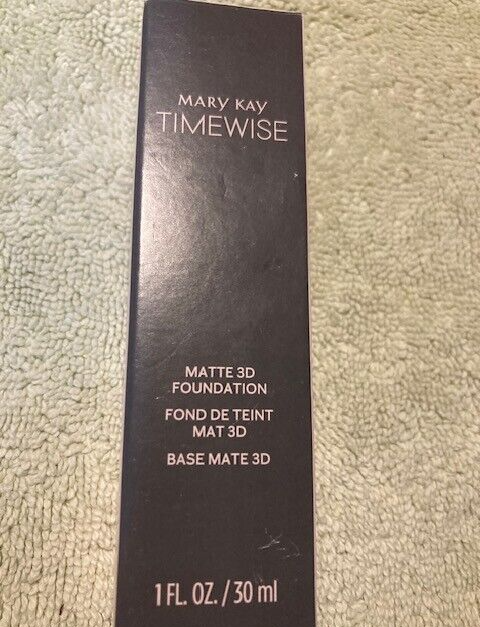 MARY KAY
TIMEWISE
MATTE 3D
FOUNDATION
FOND DE TEINT
MAT 3D
BASE MATE 3D
1 FL. OZ. / 30 ml